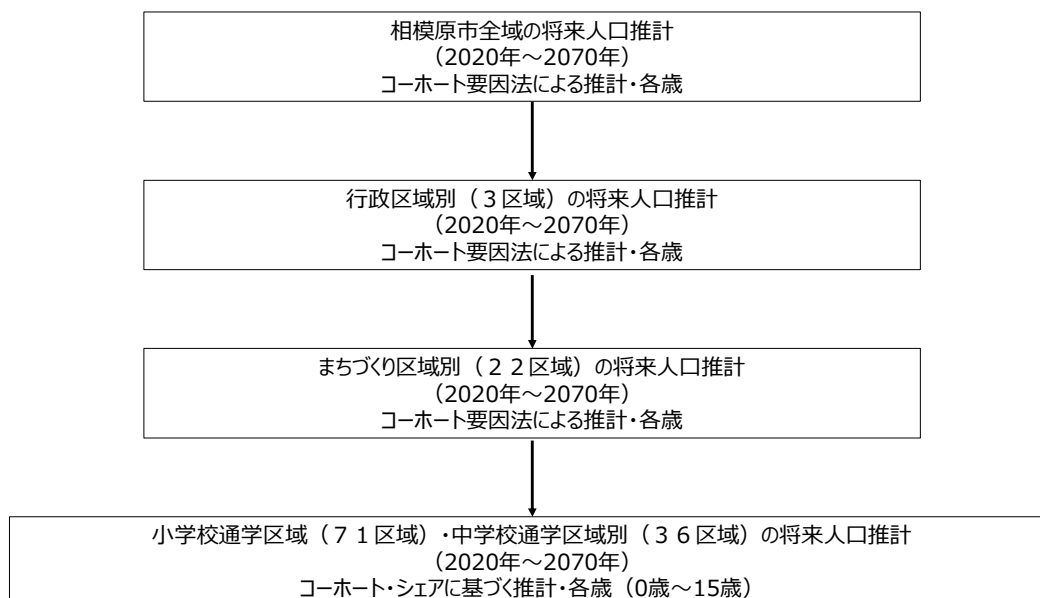 相模原市全域の将来人口推計
（2020年～2070年）
コーホート要因法による推計・各歳
行政区域別（３区域）の将来人口推計
（2020年～2070年）
コーホート要因法による推計・各歳
まちづくり区域別（２２区域）の将来人口推計
（2020年～2070年）
コーホート要因法による推計・各歳
小学校通学区域（７１区域）・中学校通学区域別（３６区域）の将来人口推計
（2020年～2070年）
コーホート・シェアに基づく推計・各歳（0歳～15歳）